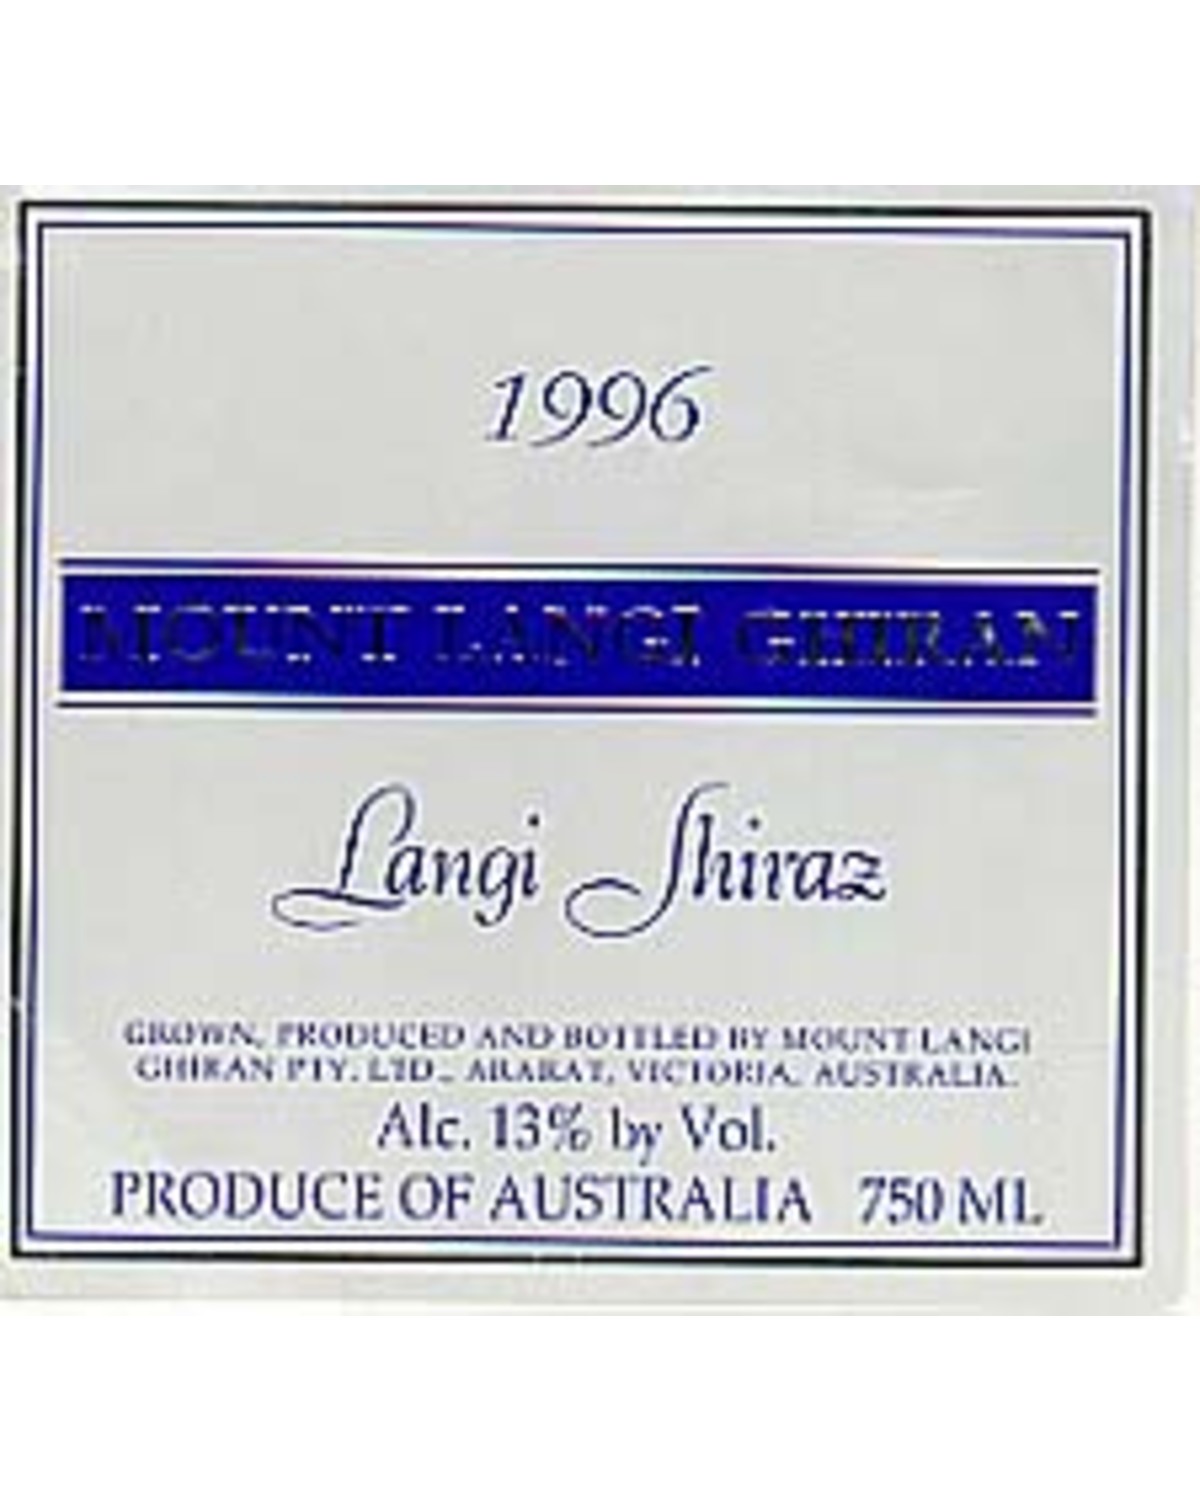 1996
MOUNT LANGI GHIRAN
Langi Shiraz
GROWN, PRODUCED AND BOTTLED BY MOUNT LANGI
GHIRAN PTY. LTD., ARARAT, VICTORIA, AUSTRALIA.
Alc. 13% by Vol.
PRODUCE OF AUSTRALIA 750 ML